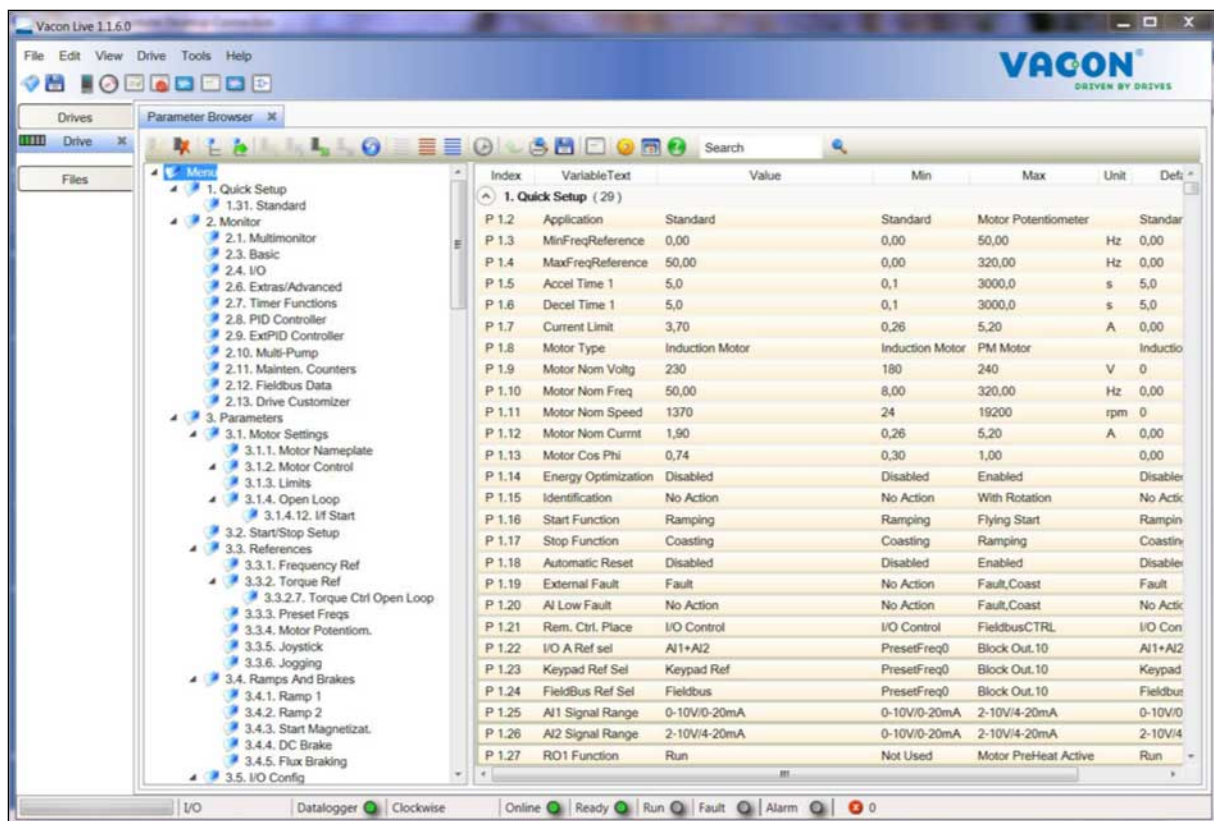 Vacon Live 1.1.6.0
File Edit View Drive Tools Help
VACON®
DRIVEN BY DRIVES
Drives
Drive
Files
Parameter Browser
Search
Menu
1. Quick Setup
1.31. Standard
2. Monitor
2.1. Multimonitor
2.3. Basic
2.4. I/O
2.6. Extras/Advanced
2.7. Timer Functions
2.8. PID Controller
2.9. ExtPID Controller
2.10. Multi-Pump
2.11. Mainten. Counters
2.12. Fieldbus Data
2.13. Drive Customizer
3. Parameters
3.1. Motor Settings
3.1.1. Motor Nameplate
3.1.2. Motor Control
3.1.3. Limits
3.1.4. Open Loop
3.1.4.12. I/f Start
3.2. Start/Stop Setup
3.3. References
3.3.1. Frequency Ref
3.3.2. Torque Ref
3.3.2.7. Torque Ctrl Open Loop
3.3.3. Preset Freqs
3.3.4. Motor Potentiom.
3.3.5. Joystick
3.3.6. Jogging
3.4. Ramps And Brakes
3.4.1. Ramp 1
3.4.2. Ramp 2
3.4.3. Start Magnetizat.
3.4.4. DC Brake
3.4.5. Flux Braking
3.5. I/O Config
Index VariableText Value Min Max Unit Defa
1. Quick Setup (29)
P 1.2 Application Standard Standard Motor Potentiometer Standar
P 1.3 MinFreqReference 0,00 0,00 50,00 Hz 0,00
P 1.4 MaxFreqReference 50,00 0,00 320,00 Hz 0,00
P 1.5 Accel Time 1 5,0 0,1 3000,0 s 5,0
P 1.6 Decel Time 1 5,0 0,1 3000,0 s 5,0
P 1.7 Current Limit 3,70 0,26 5,20 A 0,00
P 1.8 Motor Type Induction Motor Induction Motor PM Motor Inductio
P 1.9 Motor Nom Voltg 230 180 240 V 0
P 1.10 Motor Nom Freq 50,00 8,00 320,00 Hz 0,00
P 1.11 Motor Nom Speed 1370 24 19200 rpm 0
P 1.12 Motor Nom Currnt 1,90 0,26 5,20 A 0,00
P 1.13 Motor Cos Phi 0,74 0,30 1,00 0,00
P 1.14 Energy Optimization Disabled Disabled Enabled Disable
P 1.15 Identification No Action No Action With Rotation No Actic
P 1.16 Start Function Ramping Ramping Flying Start Rampin
P 1.17 Stop Function Coasting Coasting Ramping Coastin
P 1.18 Automatic Reset Disabled Disabled Enabled Disable
P 1.19 External Fault Fault No Action Fault,Coast Fault
P 1.20 AI Low Fault No Action No Action Fault,Coast No Actic
P 1.21 Rem. Ctrl. Place I/O Control I/O Control FieldbusCTRL I/O Con
P 1.22 I/O A Ref sel AI1+AI2 PresetFreq0 Block Out.10 AI1+AI2
P 1.23 Keypad Ref Sel Keypad Ref PresetFreq0 Block Out.10 Keypad
P 1.24 FieldBus Ref Sel Fieldbus PresetFreq0 Block Out.10 Fieldbus
P 1.25 AI1 Signal Range 0-10V/0-20mA 0-10V/0-20mA 2-10V/4-20mA 0-10V/0
P 1.26 AI2 Signal Range 2-10V/4-20mA 0-10V/0-20mA 2-10V/4-20mA 2-10V/4
P 1.27 RO1 Function Run Not Used Motor PreHeat Active Run
I/O Datalogger Clockwise Online Ready Run Fault Alarm 0